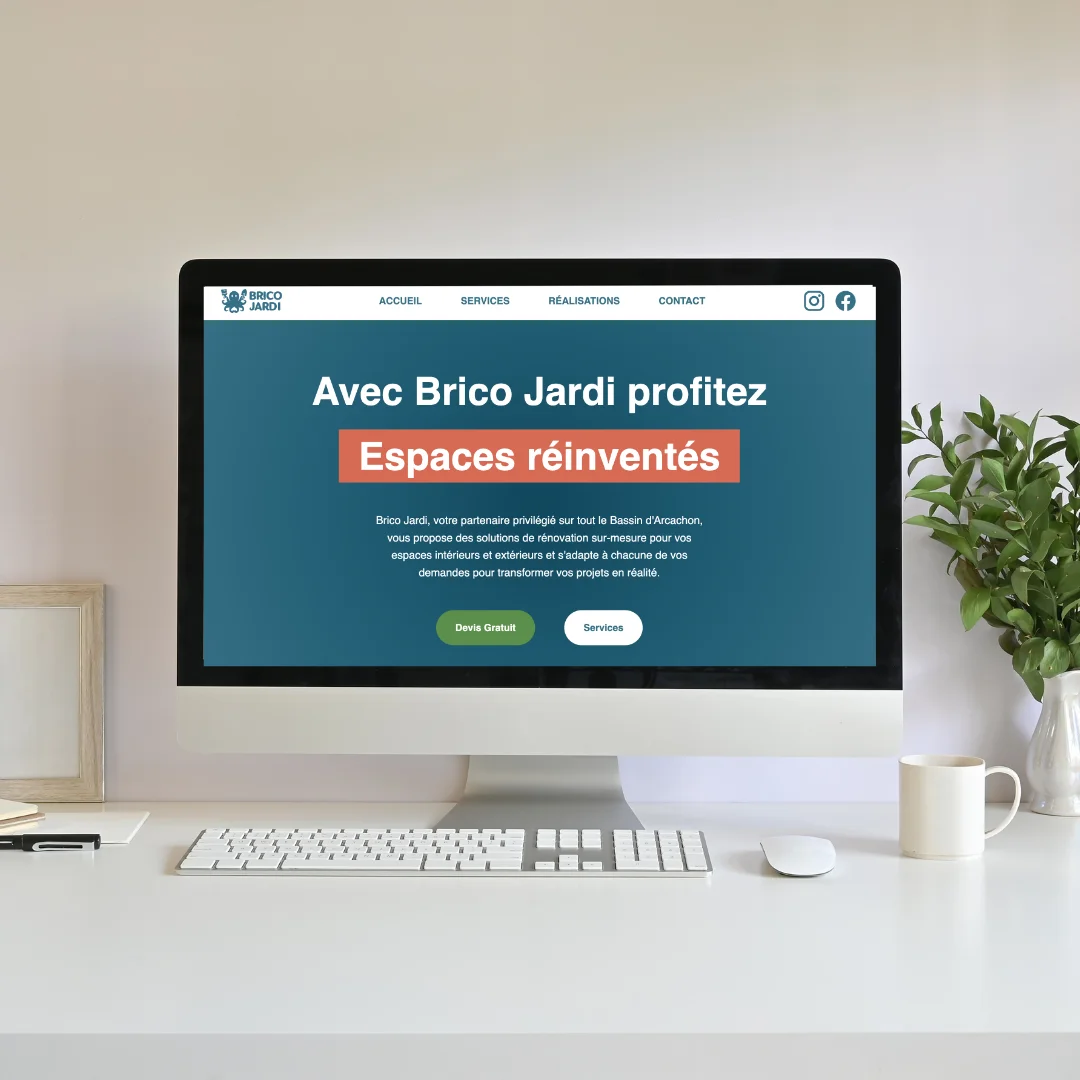 BRICO
JARDI
ACCUEIL
SERVICES
RÉALISATIONS
CONTACT
Avec Brico Jardi profitez
Espaces réinventés
Brico Jardi, votre partenaire privilégié sur tout le Bassin d'Arcachon,
vous propose des solutions de rénovation sur-mesure pour vos
espaces intérieurs et extérieurs et s'adapte à chacune de vos
demandes pour transformer vos projets en réalité.
Devis Gratuit
Services